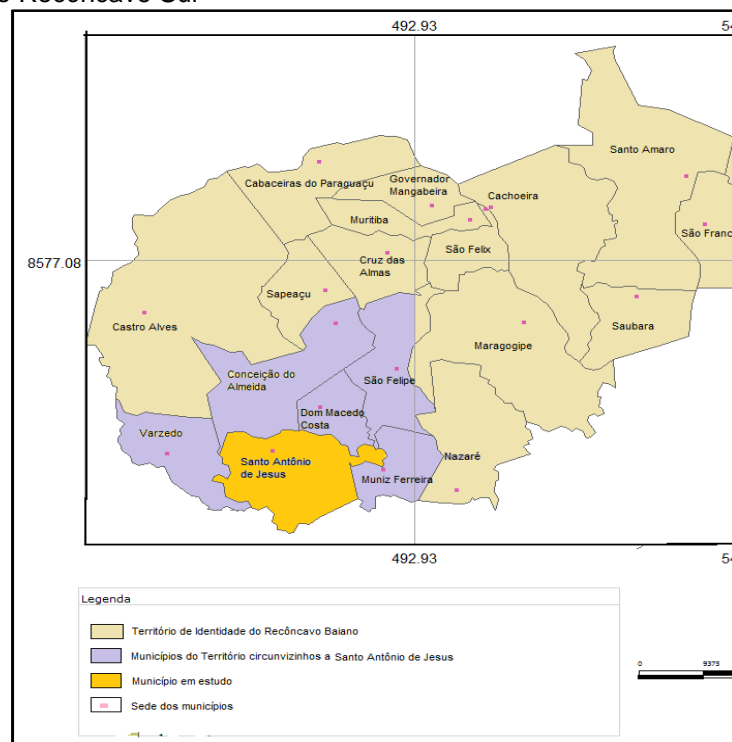 o Recôncavo Sul
492.93
54
Santo Amaro
Governador
Mangabeira
Cabaceiras do Paraguaçu
Cachoeira
Muritiba
São Franc
São Felix
Cruz das
Almas
8577.08
Sapeaçu
Castro Alves
Saubara
Maragogipe
Conceição do
Almeida
São Felipe
Dom Macedo
Costa
Varzedo
Nazaré
Santo Antônio
de Jesus
Muniz Ferreira
492.93
54
Legenda
Território de Identidade do Recôncavo Baiano
Municípios do Território circunvizinhos a Santo Antônio de Jesus
Município em estudo
Sede dos municípios
0 9375